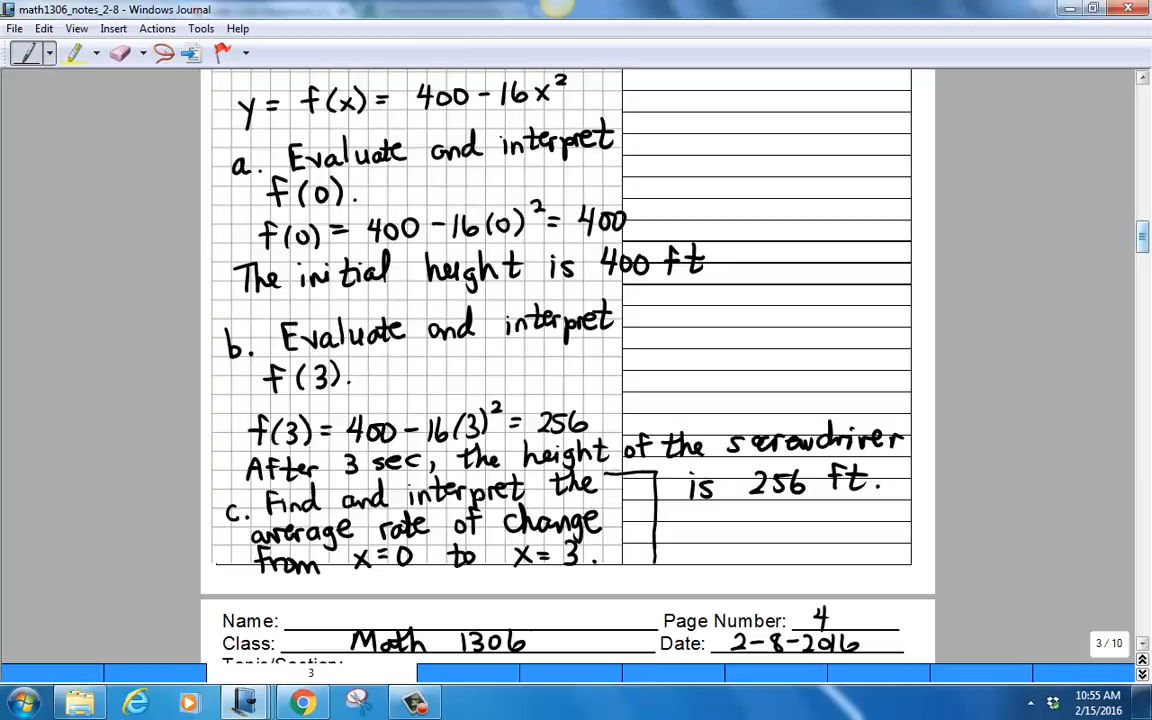 math1306_notes_2-8 - Windows Journal
File Edit View Insert Actions Tools Help
y = f(x) = 400 - 16x²
a. Evaluate and interpret
f(0).
f(0) = 400 - 16(0)² = 400
The initial height is 400 ft
b. Evaluate and interpret
f(3).
f(3) = 400 - 16(3)² = 256
After 3 sec, the height of the screwdriver
is 256 ft.
c. Find and interpret the
average rate of change
from x = 0 to x = 3.
Name:
Page Number: 4
Class: Math 1306
Date: 2-8-2016
Topic/Section:
3 / 10
3
10:55 AM
2/15/2016